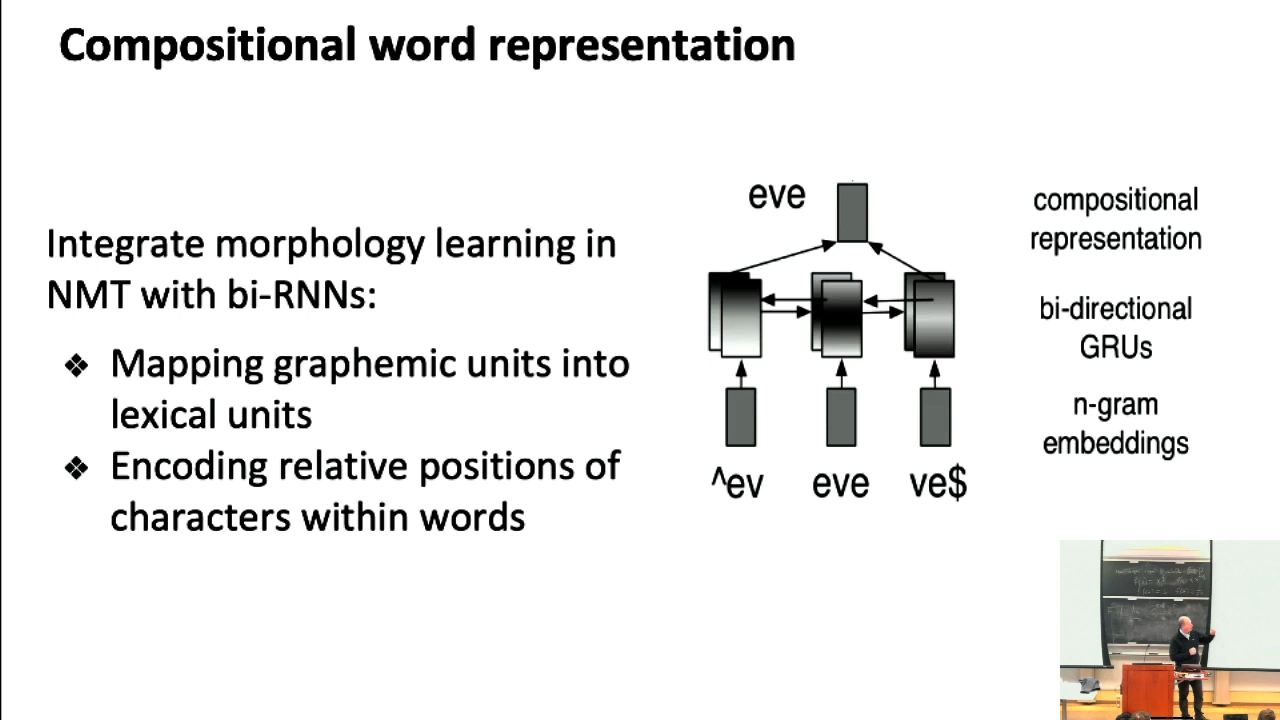 Compositional word representation
Integrate morphology learning in
NMT with bi-RNNs:
❖ Mapping graphemic units into
lexical units
❖ Encoding relative positions of
characters within words
eve
compositional
representation
bi-directional
GRUs
n-gram
embeddings
^ev eve ve$